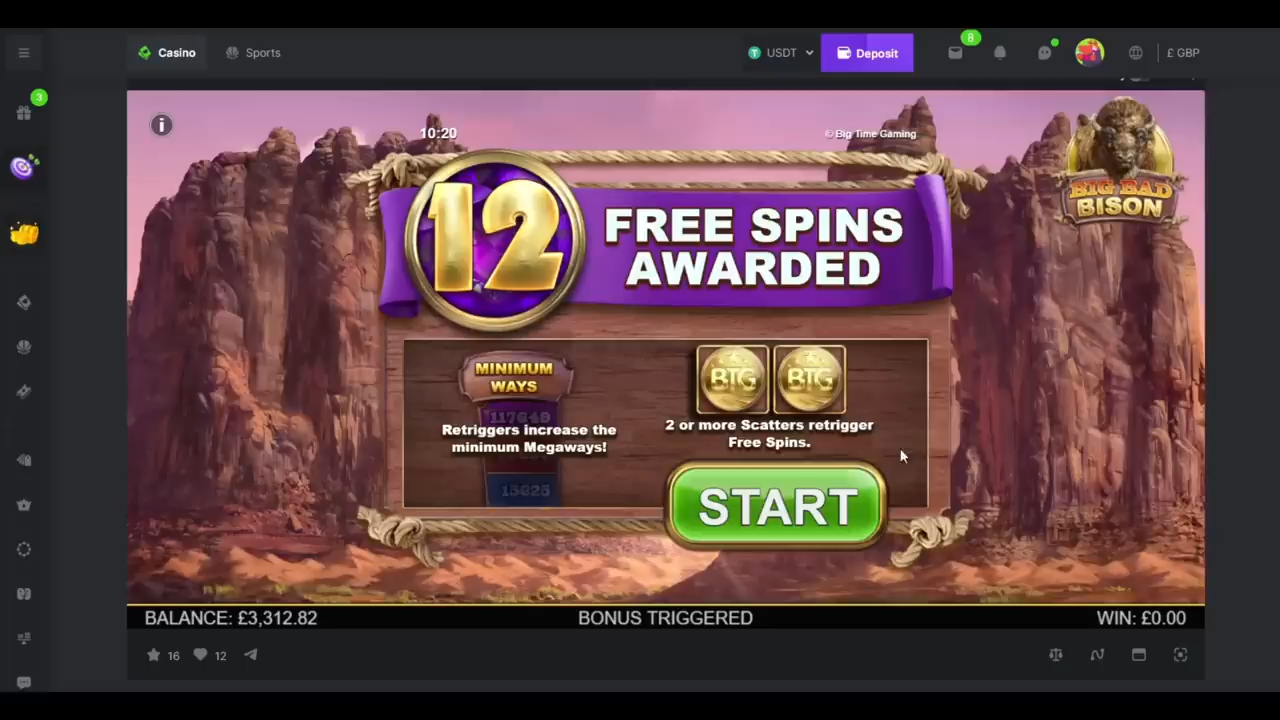 Casino
Sports
USDT
Deposit
8
£ GBP
3
10:20
© Big Time Gaming
BIG BAD
BISON
12
FREE SPINS
AWARDED
MINIMUM
WAYS
117649
Retriggers increase the
minimum Megaways!
15625
BTG BTG
2 or more Scatters retrigger
Free Spins.
START
BALANCE: £3,312.82
BONUS TRIGGERED
WIN: £0.00
16
12